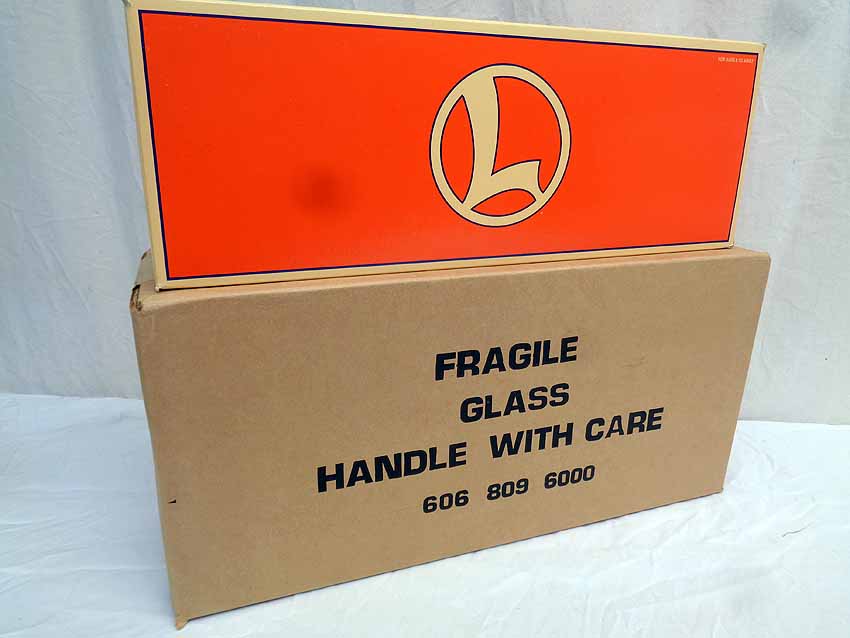 L
FRAGILE
GLASS
HANDLE WITH CARE
606 809 6000